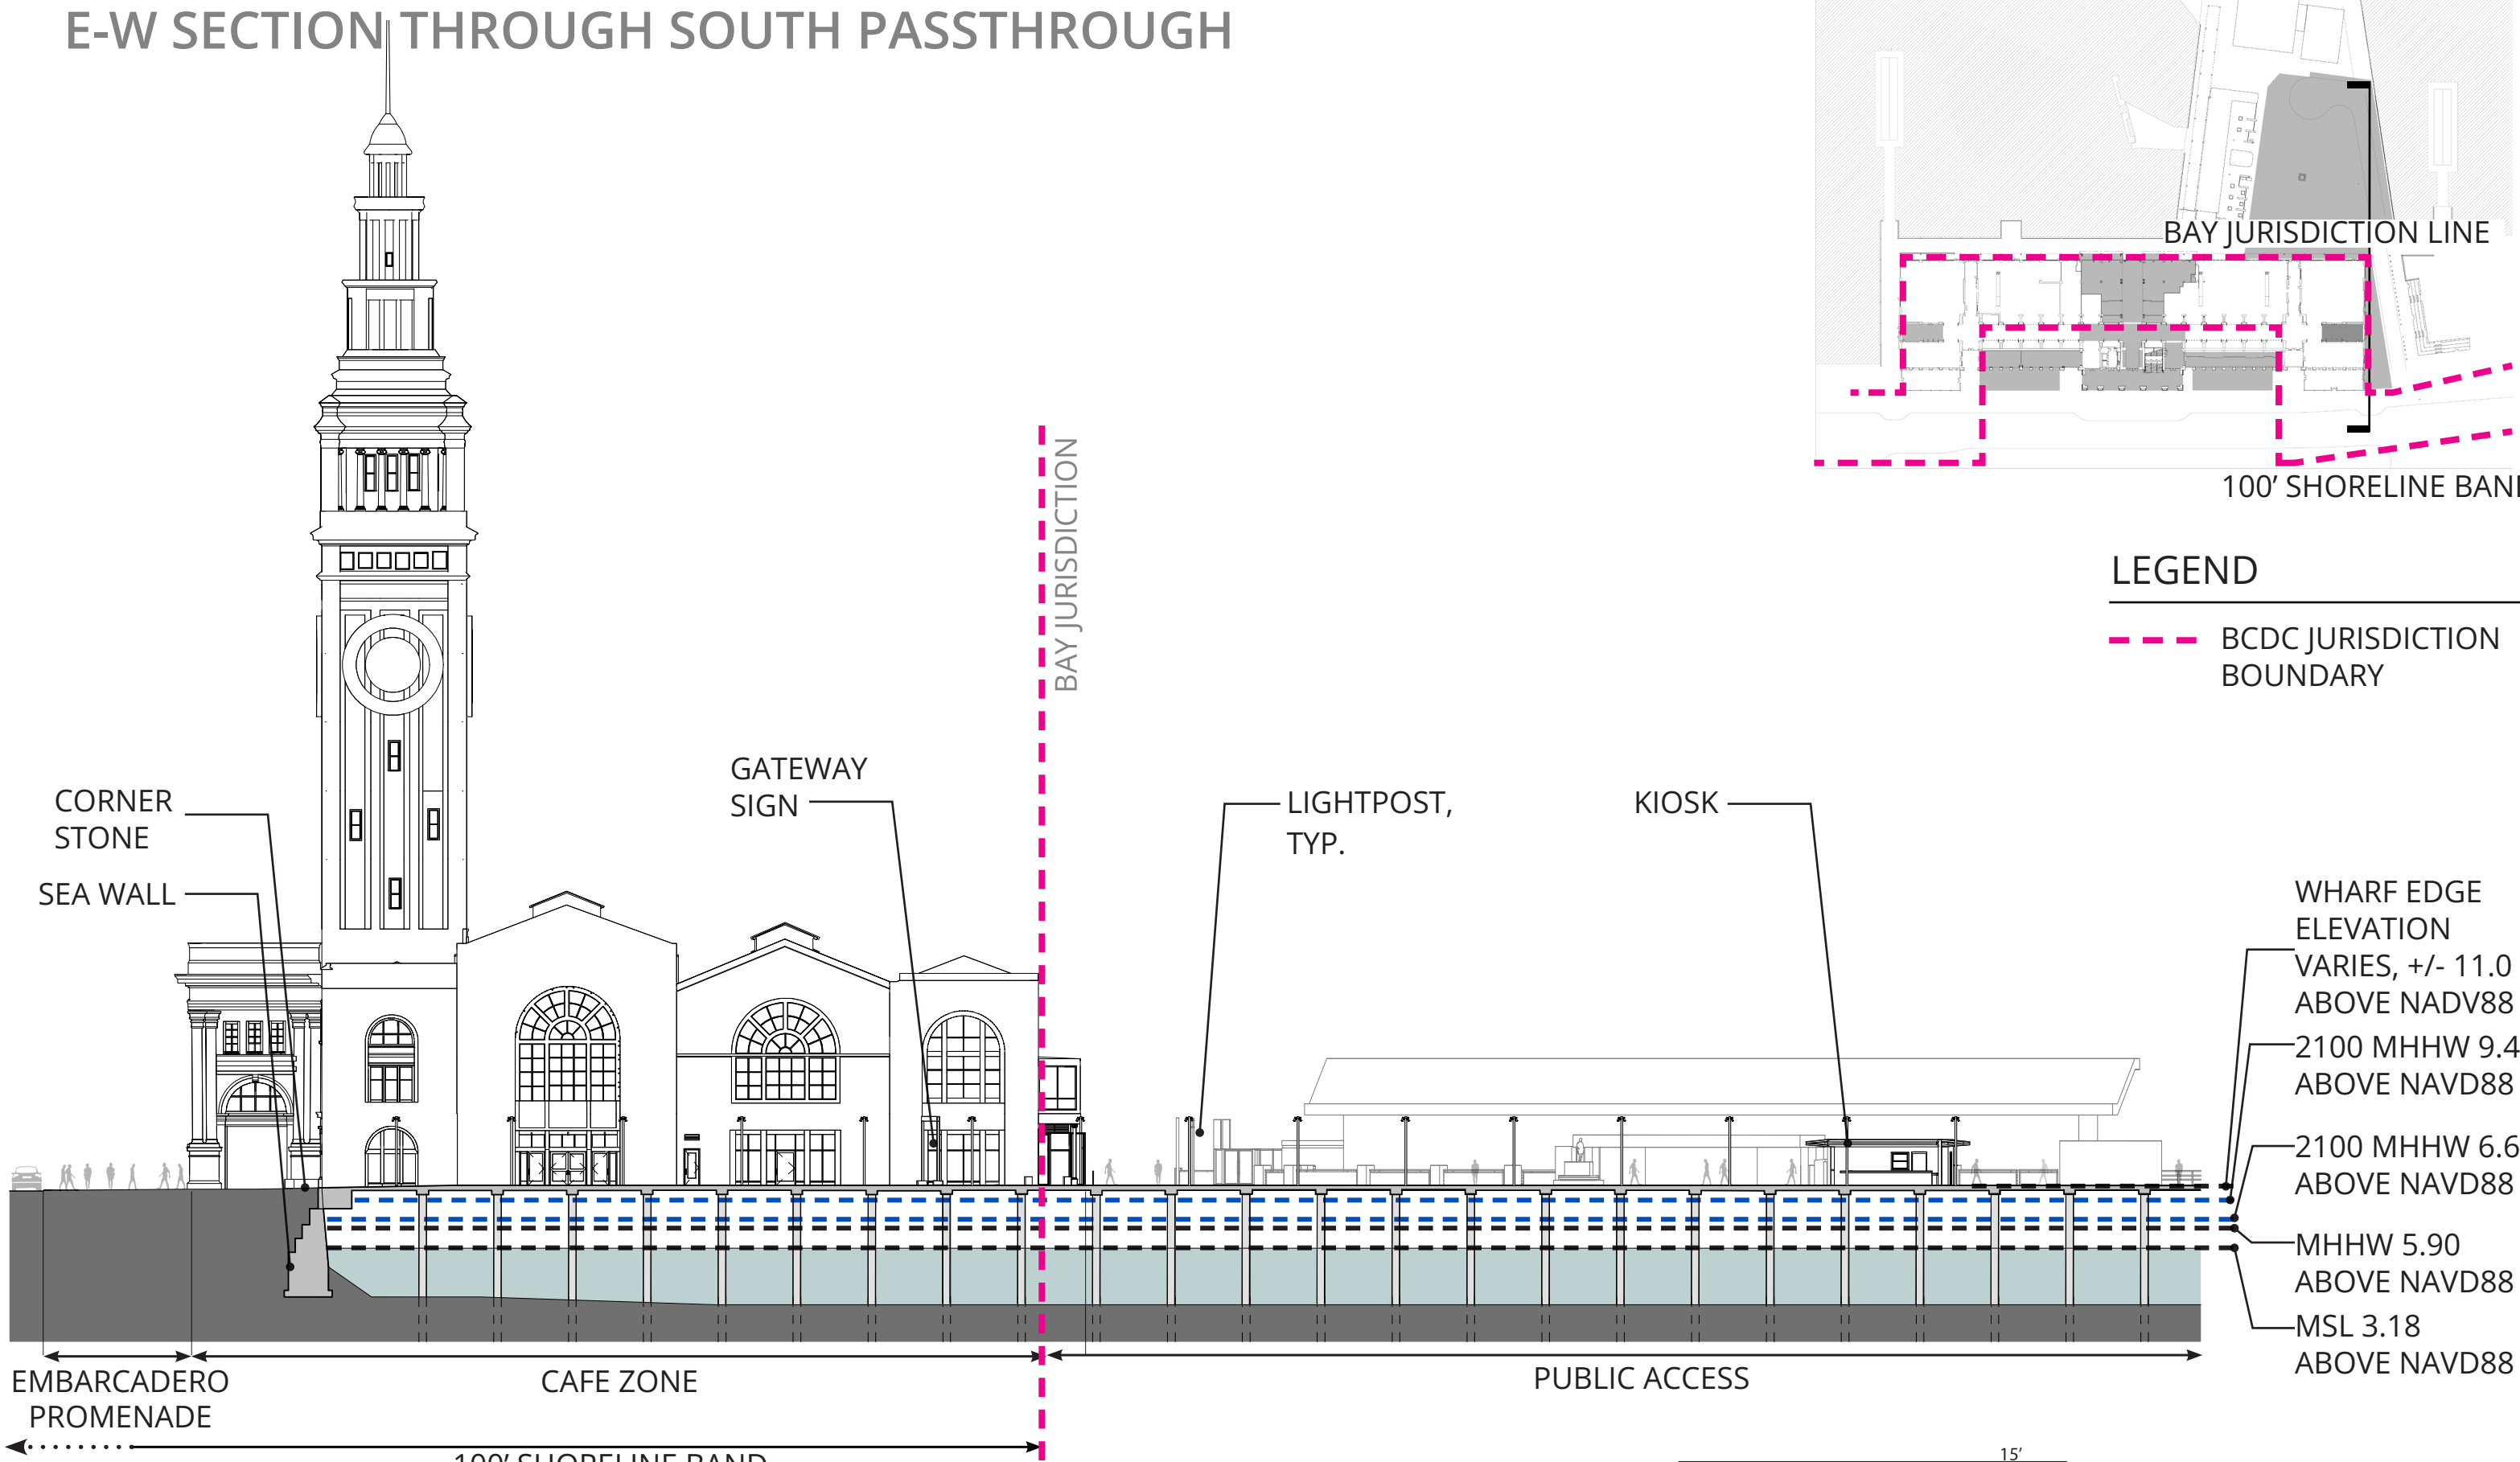 E-W SECTION THROUGH SOUTH PASSTHROUGH
BAY JURISDICTION LINE
100’ SHORELINE BAN
LEGEND
BCDC JURISDICTION
BOUNDARY
BAY JURISDICTION
GATEWAY
SIGN
CORNER
STONE
SEA WALL
LIGHTPOST,
TYP.
KIOSK
WHARF EDGE
ELEVATION
VARIES, +/- 11.0
ABOVE NADV88
2100 MHHW 9.4
ABOVE NAVD88
2100 MHHW 6.6
ABOVE NAVD88
MHHW 5.90
ABOVE NAVD88
MSL 3.18
ABOVE NAVD88
EMBARCADERO
PROMENADE
CAFE ZONE
PUBLIC ACCESS
100’ SHORELINE BAND
15’